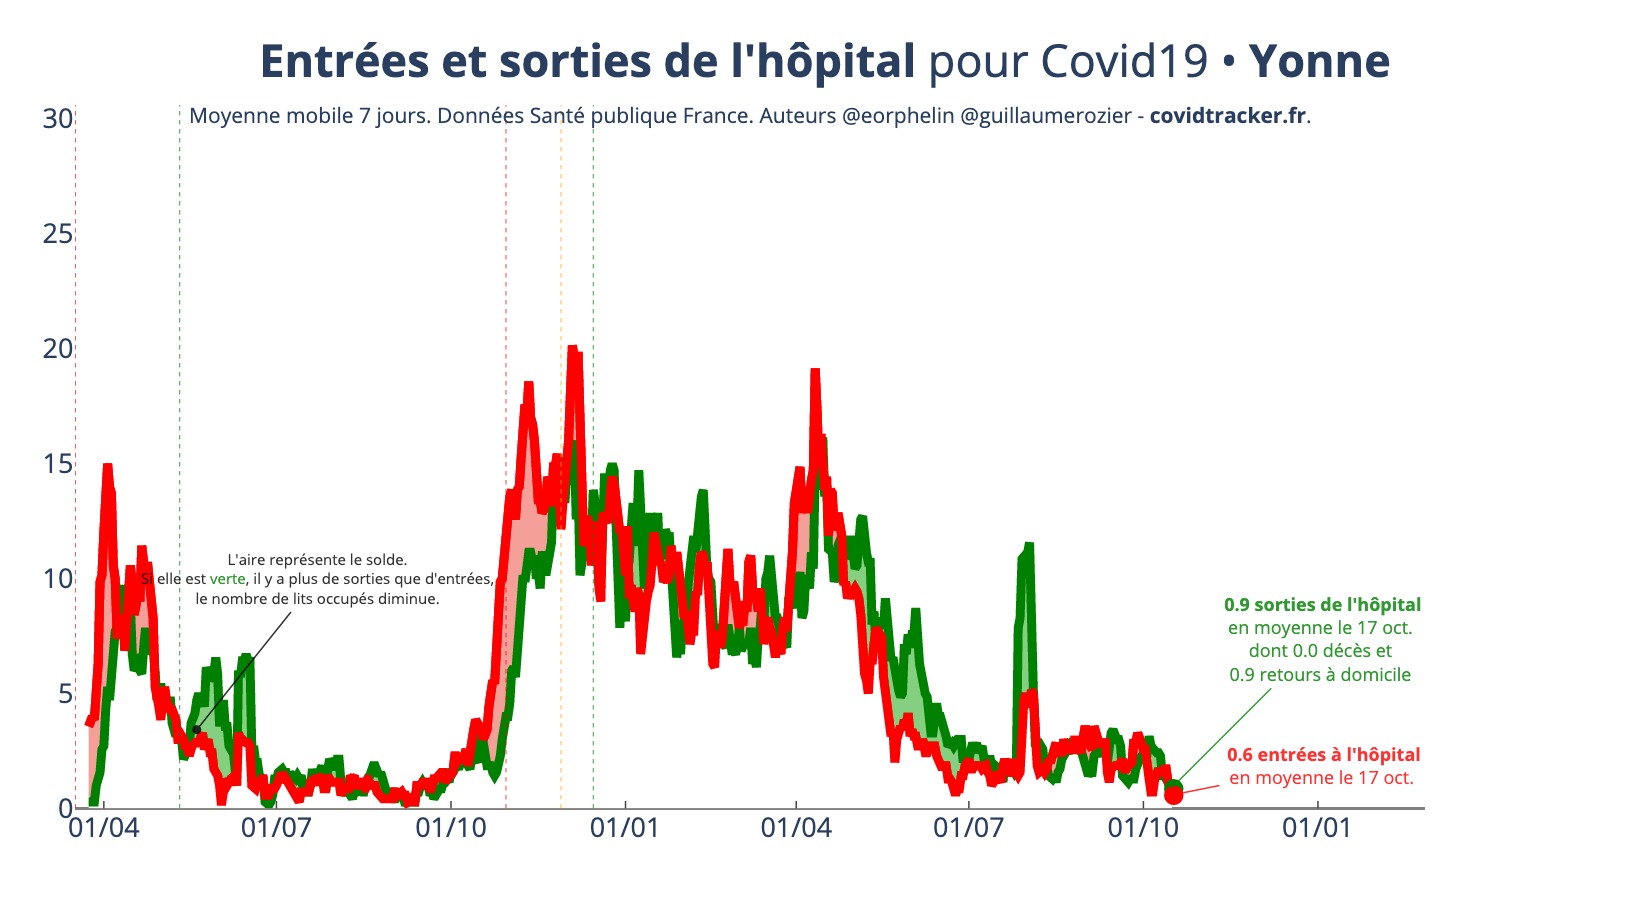 Entrées et sorties de l'hôpital pour Covid19 • Yonne
Moyenne mobile 7 jours. Données Santé publique France. Auteurs @eorphelin @guillaumerozier - covidtracker.fr.
30
25
20
15
10
5
0
L'aire représente le solde.
Si elle est verte, il y a plus de sorties que d'entrées,
le nombre de lits occupés diminue.
0.9 sorties de l'hôpital
en moyenne le 17 oct.
dont 0.0 décès et
0.9 retours à domicile
0.6 entrées à l'hôpital
en moyenne le 17 oct.
01/04 01/07 01/10 01/01 01/04 01/07 01/10 01/01